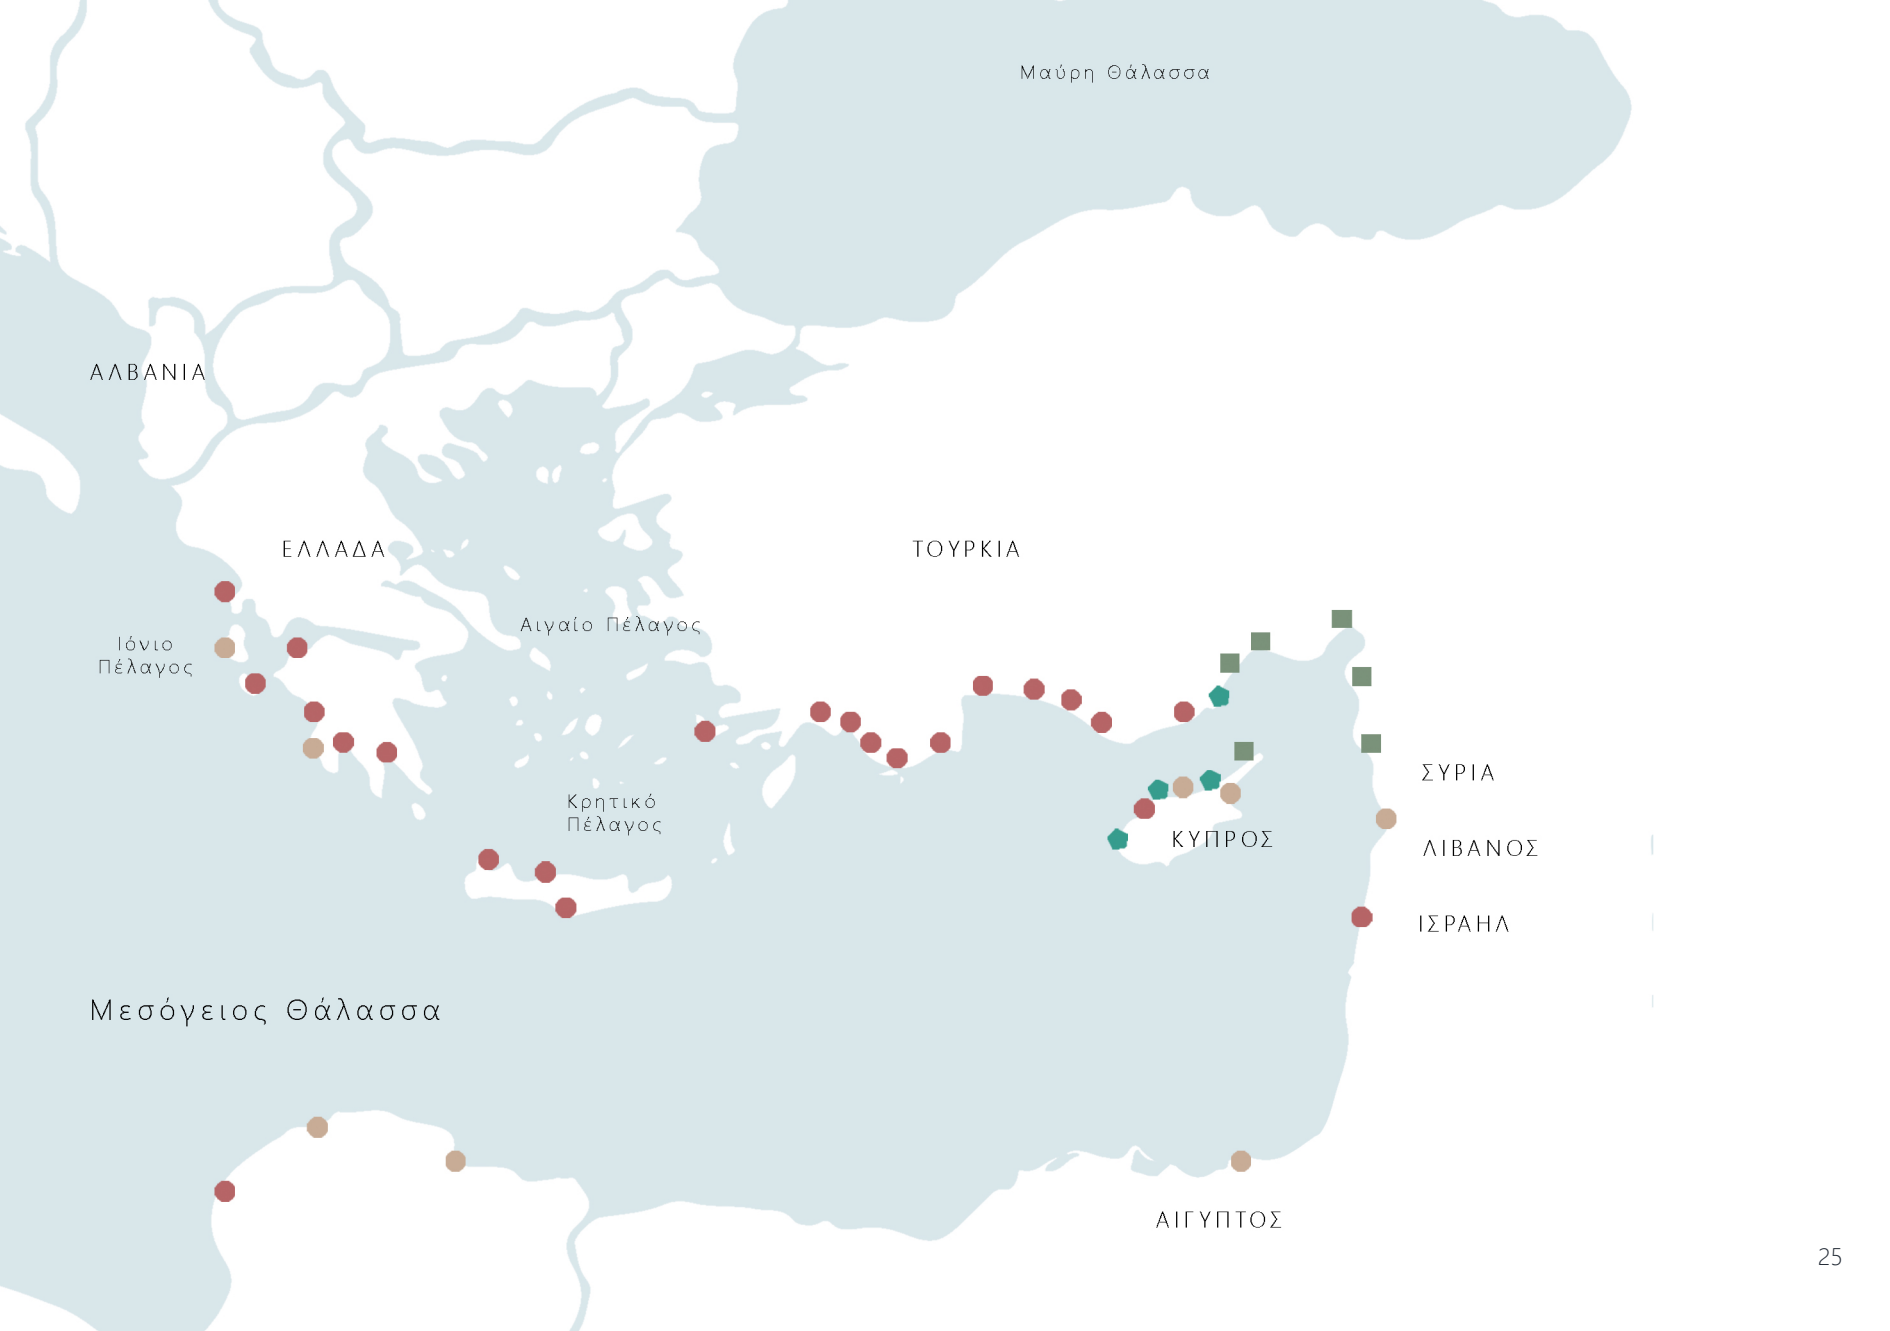 Μαύρη Θάλασσα
ΑΛΒΑΝΙΑ
ΕΛΛΑΔΑ
ΤΟΥΡΚΙΑ
Αιγαίο Πέλαγος
Ιόνιο
Πέλαγος
ΣΥΡΙΑ
Κρητικό
Πέλαγος
ΚΥΠΡΟΣ
ΛΙΒΑΝΟΣ
ΙΣΡΑΗΛ
Μεσόγειος Θάλασσα
ΑΙΓΥΠΤΟΣ
25